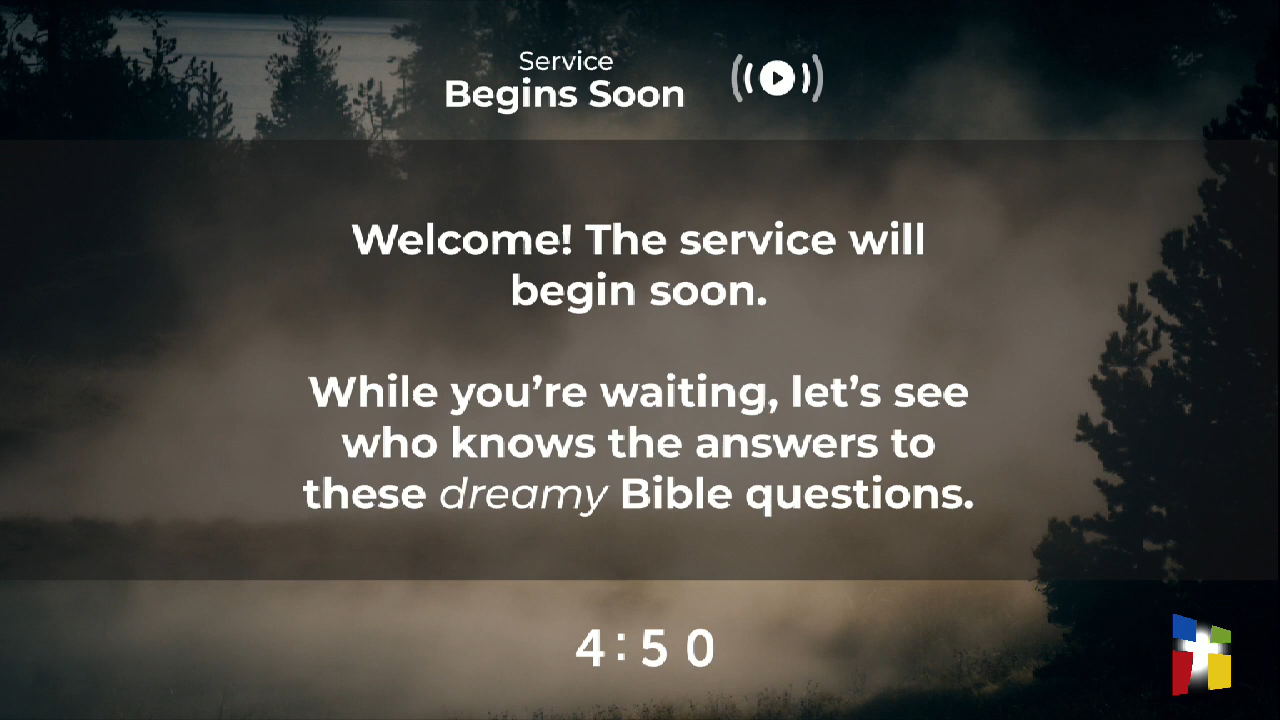 Service
Begins Soon
Welcome! The service will
begin soon.
While you’re waiting, let’s see
who knows the answers to
these dreamy Bible questions.
4:50